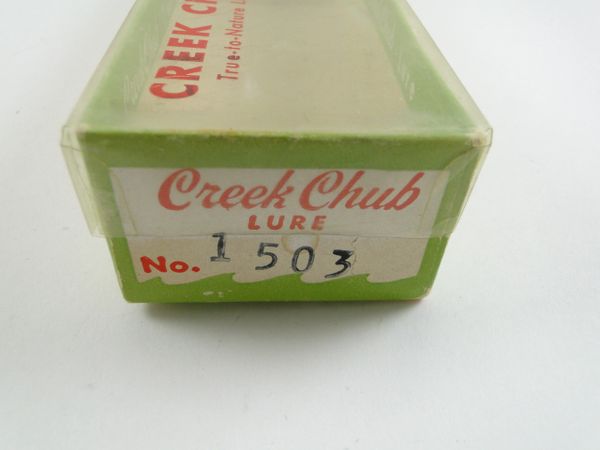 CREEK C
True-to-Nature L
Creek Chub
LURE
No. 1503